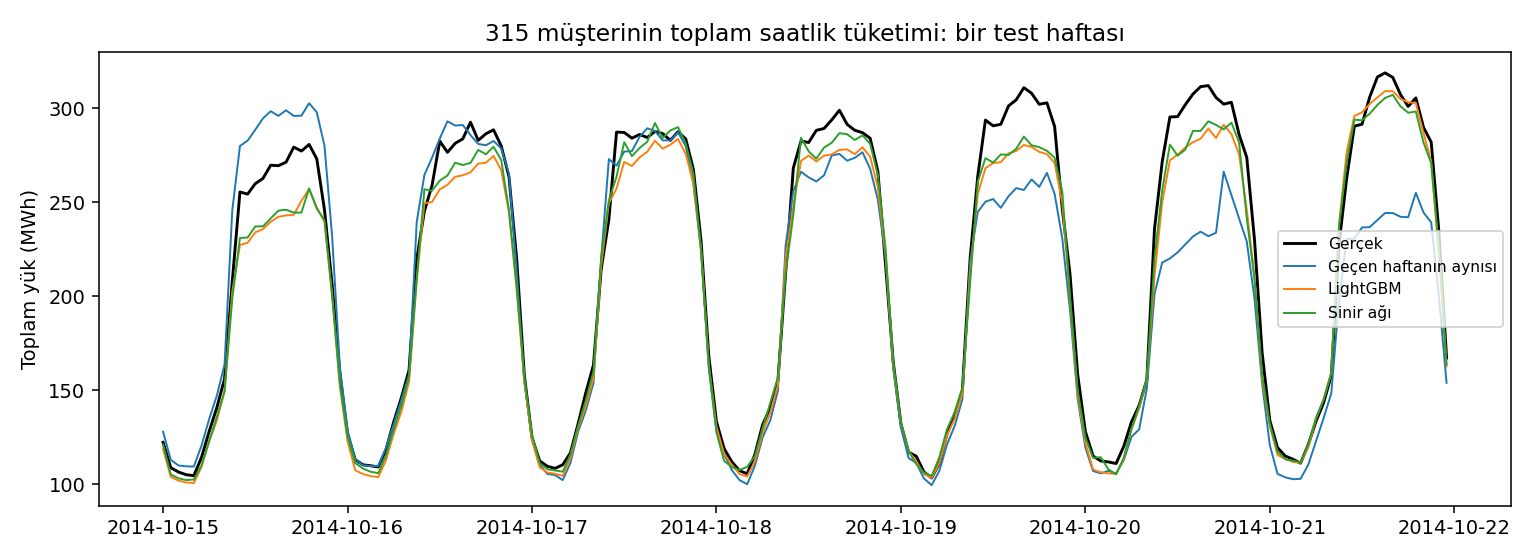 315 müşterinin toplam saatlik tüketimi: bir test haftası
Toplam yük (MWh)
300
250
200
150
100
Gerçek
Geçen haftanın aynısı
LightGBM
Sinir ağı
2014-10-15
2014-10-16
2014-10-17
2014-10-18
2014-10-19
2014-10-20
2014-10-21
2014-10-22